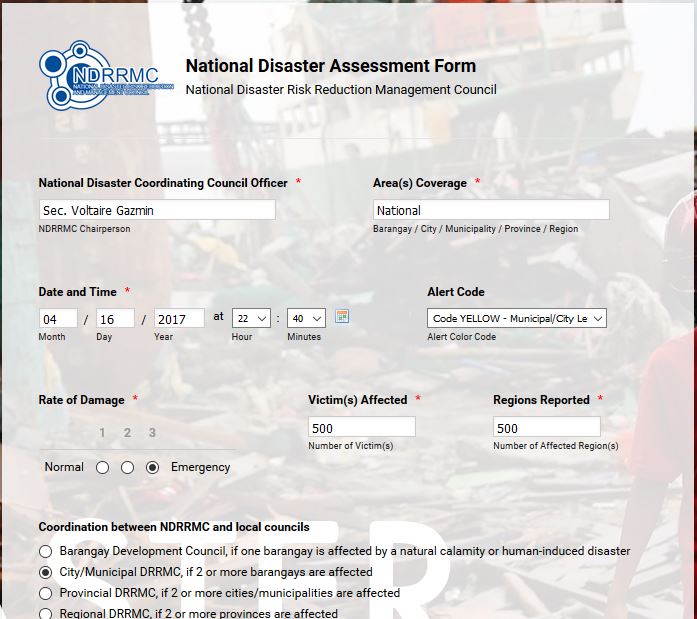 NDRRMC
NATIONAL DISASTER RISK REDUCTION
AND MANAGEMENT COUNCIL
National Disaster Assessment Form
National Disaster Risk Reduction Management Council
National Disaster Coordinating Council Officer *
Area(s) Coverage *
Sec. Voltaire Gazmin
National
NDRRMC Chairperson
Barangay / City / Municipality / Province / Region
Date and Time *
Alert Code
04 / 16 / 2017 at 22 : 40
Code YELLOW - Municipal/City Le
Month Day Year Hour Minutes
Alert Color Code
Rate of Damage *
Victim(s) Affected *
Regions Reported *
1 2 3
500
500
Number of Victim(s)
Number of Affected Region(s)
Normal Emergency
Coordination between NDRRMC and local councils
Barangay Development Council, if one barangay is affected by a natural calamity or human-induced disaster
City/Municipal DRRMC, if 2 or more barangays are affected
Provincial DRRMC, if 2 or more cities/municipalities are affected
Regional DRRMC, if 2 or more provinces are affected
STER